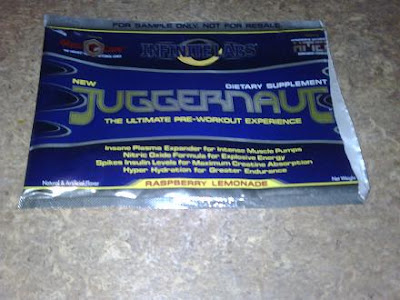 FOR SAMPLE ONLY. NOT FOR RESALE.
INFINITE LABS
NEW
DIETARY SUPPLEMENT
JUGGERNAUT
THE ULTIMATE PRE-WORKOUT EXPERIENCE
Insane Plasma Expander for Intense Muscle Pumps
Nitric Oxide Formula for Explosive Energy
Spikes Insulin Levels for Maximum Creatine Absorption
Hyper Hydration for Greater Endurance
Natural & Artificial Flavor
RASPBERRY LEMONADE
Net Weight